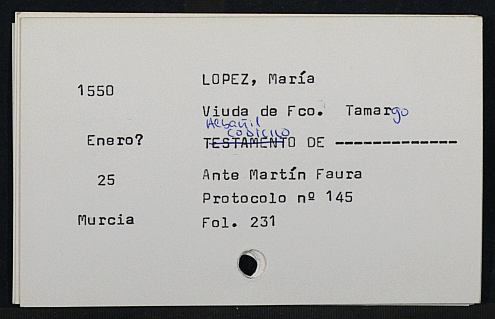 LOPEZ, María
1550
Viuda de Fco. Tamargo
Albañil
codicilo
Enero? TESTAMENTO DE -------------
25 Ante Martín Faura
Protocolo nº 145
Murcia Fol. 231